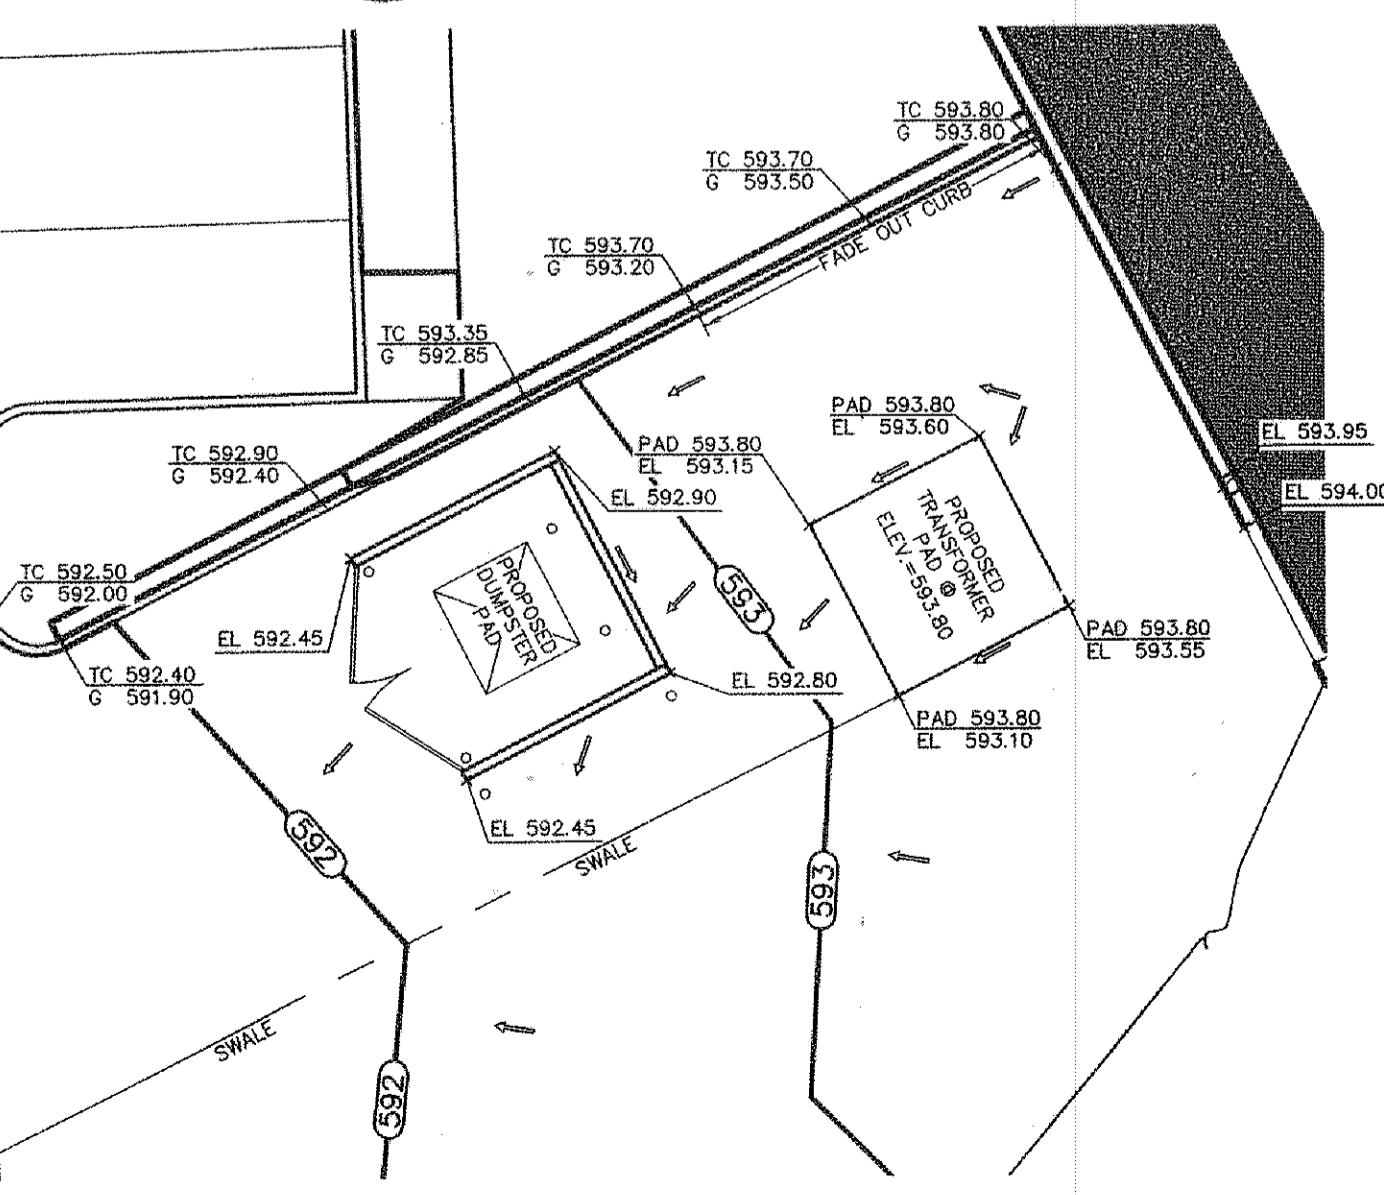 TC 593.80
G 593.80
TC 593.70
G 593.50
FADE OUT CURB
TC 593.70
G 593.20
TC 593.35
G 592.85
PAD 593.80
EL 593.60
EL 593.95
PAD 593.80
EL 593.15
TC 592.90
G 592.40
EL 592.90
EL 594.00
PROPOSED
TRANSFORMER
PAD @
ELEV.=593.80
TC 592.50
G 592.00
PROPOSED
DUMPSTER
PAD
593
EL 592.45
PAD 593.80
EL 593.55
TC 592.40
G 591.90
EL 592.80
PAD 593.80
EL 593.10
EL 592.45
592
SWALE
593
SWALE
592